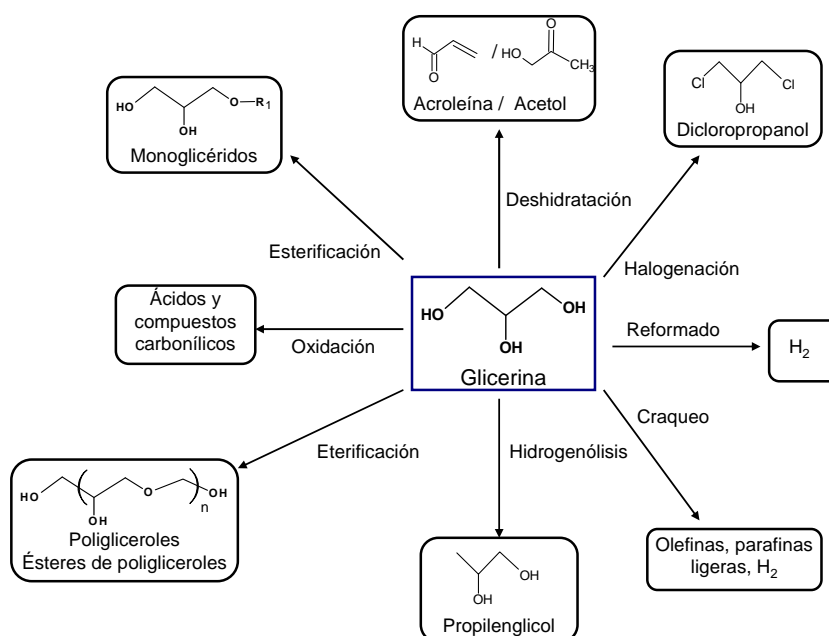 H
O
/
HO
O
CH3
Acroleína / Acetol
HO
O
R1
OH
Monoglicéridos
Cl
Cl
OH
Dicloropropanol
Deshidratación
Esterificación
Halogenación
Ácidos y
compuestos
carbonílicos
Oxidación
HO
OH
OH
Glicerina
Reformado
H2
Craqueo
Eterificación
Hidrogenólisis
HO
OH
O
OH
n
Poligliceroles
Ésteres de poligliceroles
OH
OH
Propilenglicol
Olefinas, parafinas
ligeras, H2